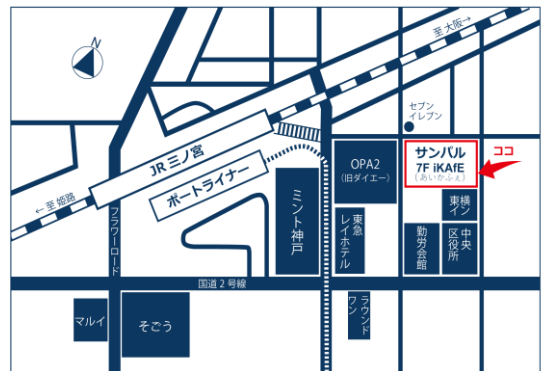 N
至 大阪→
セブン
イレブン
JR 三ノ宮
ポートライナー
←至 姫路
フラワーロード
OPA2
(旧ダイエー)
サンパル
7F iKAfE
(あいかふぇ)
ココ
東横
イン
ミント神戸
東急
レイホテル
勤労会館
中央
区役所
国道2号線
マルイ
そごう
ラウンド
ワン